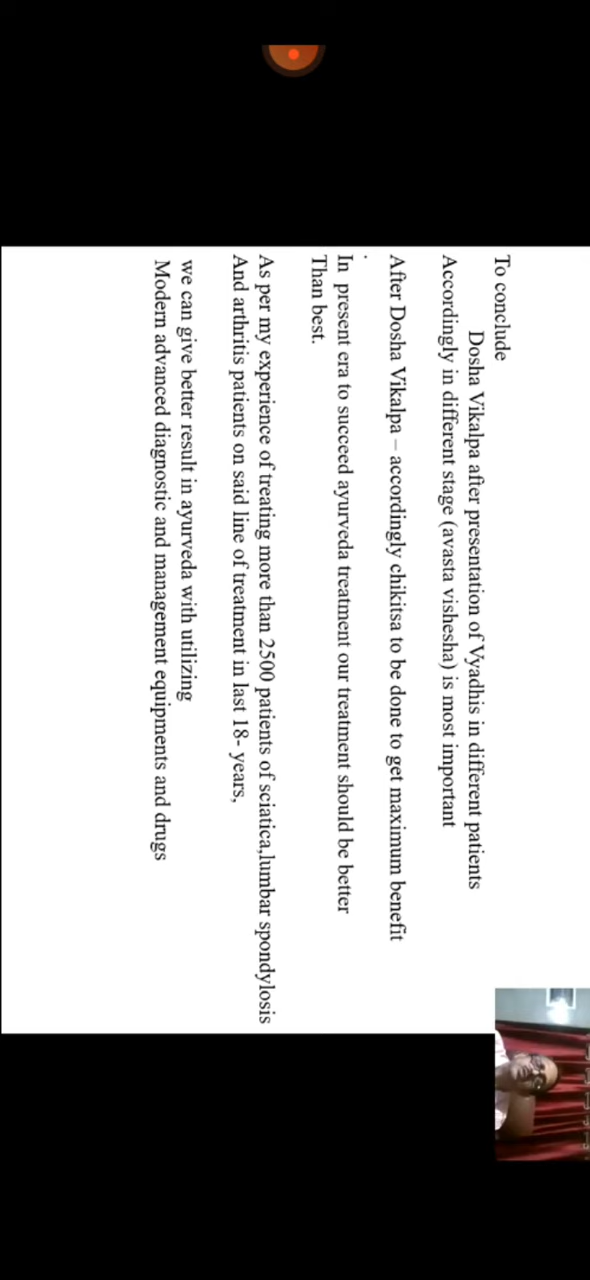 To conclude
Dosha Vikalpa after presentation of Vyadhis in different patients
Accordingly in different stage (avasta vishesha) is most important
After Dosha Vikalpa – accordingly chikitsa to be done to get maximum benefit
.
In present era to succeed ayurveda treatment our treatment should be better
Than best.
As per my experience of treating more than 2500 patients of sciatica,lumbar spondylosis
And arthritis patients on said line of treatment in last 18- years,
we can give better result in ayurveda with utilizing
Modern advanced diagnostic and management equipments and drugs